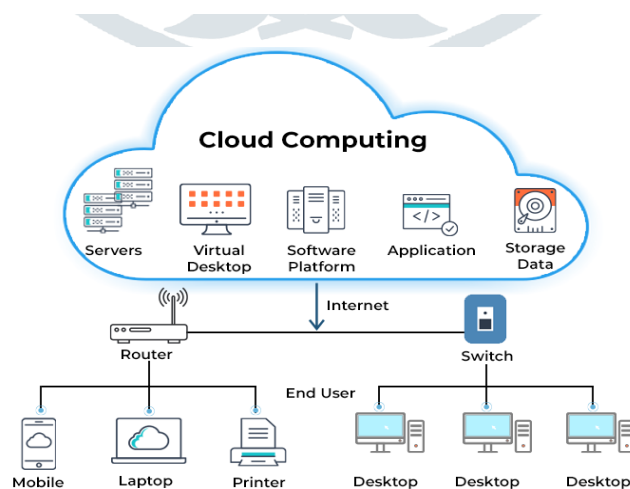 Cloud Computing
Servers
Virtual
Desktop
Software
Platform
Application
Storage
Data
Internet
Router
Switch
End User
Mobile
Laptop
Printer
Desktop
Desktop
Desktop